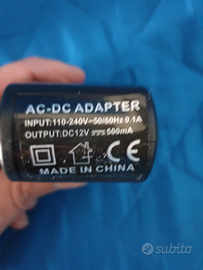 AC-DC ADAPTER
INPUT:110-240V~50/60Hz 0.1A
OUTPUT:DC12V ⎓ 500mA
CE
MADE IN CHINA
subito